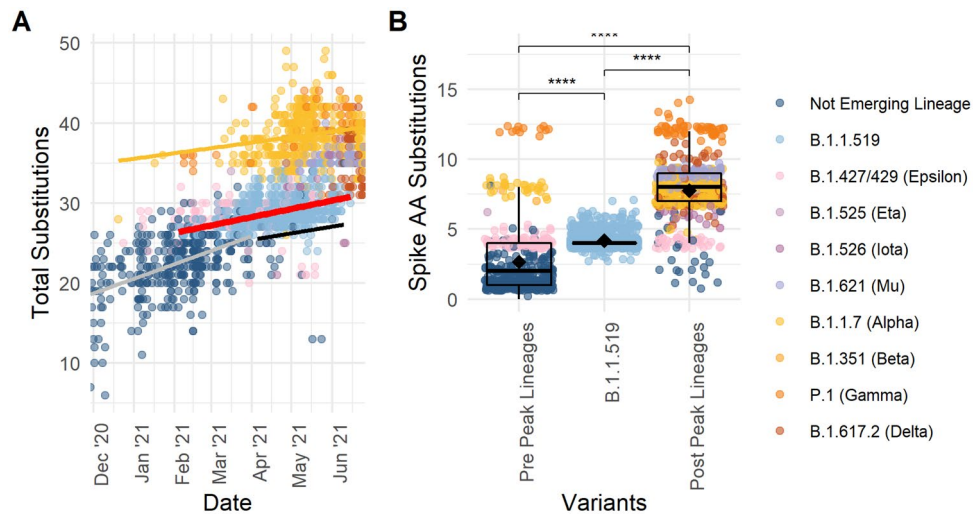 A
Total Substitutions
50
40
30
20
10
Dec '20
Jan '21
Feb '21
Mar '21
Apr '21
May '21
Jun '21
Date
B
Spike AA Substitutions
15
10
5
0
****
****
****
Pre Peak Lineages
B.1.1.519
Post Peak Lineages
Variants
Not Emerging Lineage
B.1.1.519
B.1.427/429 (Epsilon)
B.1.525 (Eta)
B.1.526 (Iota)
B.1.621 (Mu)
B.1.1.7 (Alpha)
B.1.351 (Beta)
P.1 (Gamma)
B.1.617.2 (Delta)